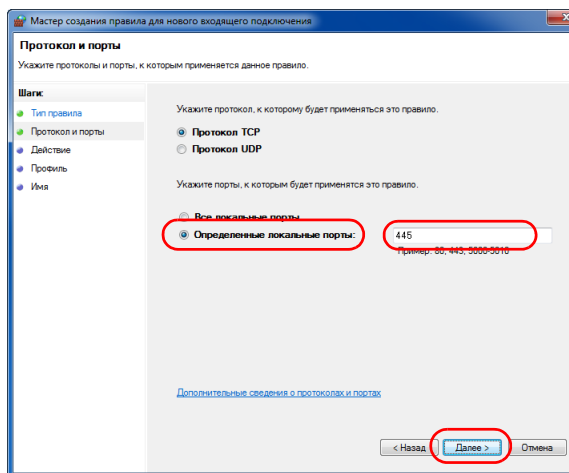 Мастер создания правила для нового входящего подключения
Протокол и порты
Укажите протоколы и порты, к которым применяется данное правило.
Шаги:
Тип правила
Протокол и порты
Действие
Профиль
Имя
Укажите протокол, к которому будет применяться это правило.
Протокол TCP
Протокол UDP
Укажите порты, к которым будет применятся это правило.
Все локальные порты
Определенные локальные порты:
445
Пример: 80, 443, 5000-5010
Дополнительные сведения о протоколах и портах
< Назад
Далее >
Отмена